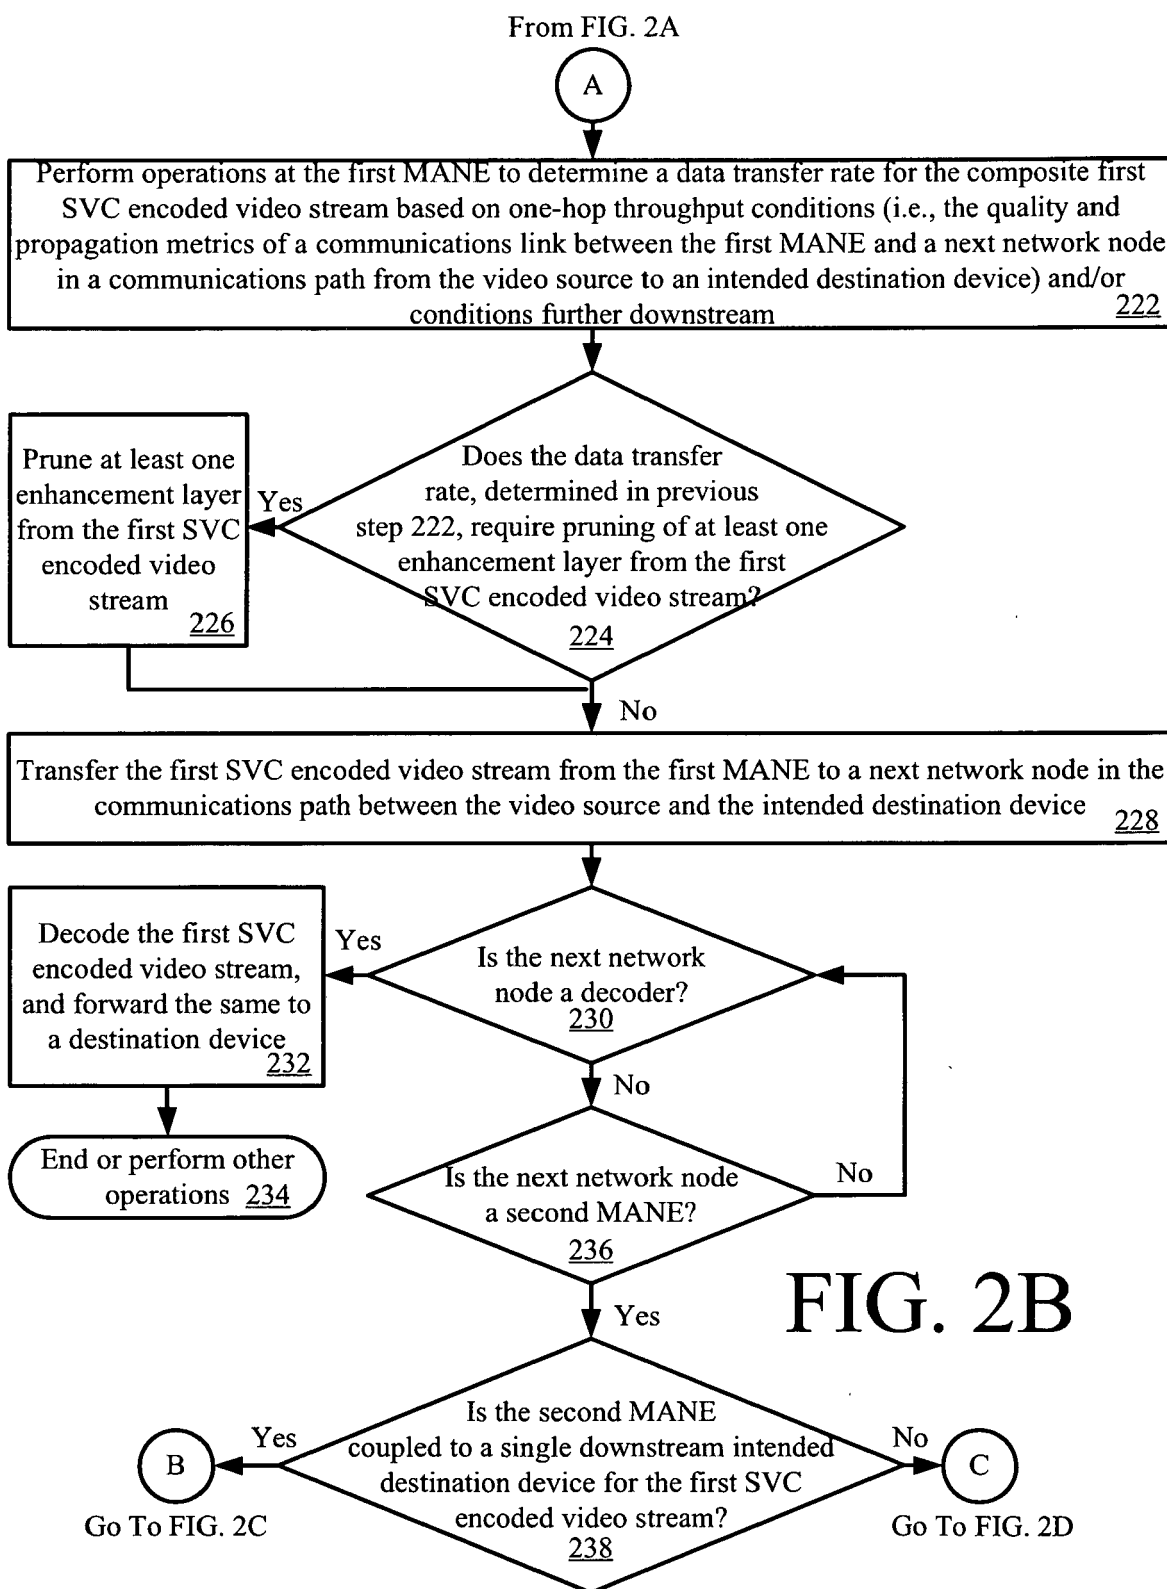 From FIG. 2A
A
Perform operations at the first MANE to determine a data transfer rate for the composite first
SVC encoded video stream based on one-hop throughput conditions (i.e., the quality and
propagation metrics of a communications link between the first MANE and a next network node
in a communications path from the video source to an intended destination device) and/or
conditions further downstream
222
Does the data transfer
rate, determined in previous
step 222, require pruning of at least one
enhancement layer from the first
SVC encoded video stream?
224
Yes
Prune at least one
enhancement layer
from the first SVC
encoded video
stream
226
No
Transfer the first SVC encoded video stream from the first MANE to a next network node in the
communications path between the video source and the intended destination device
228
Is the next network
node a decoder?
230
Yes
Decode the first SVC
encoded video stream,
and forward the same to
a destination device
232
End or perform other
operations 234
No
Is the next network node
a second MANE?
236
No
Yes
FIG. 2B
Is the second MANE
coupled to a single downstream intended
destination device for the first SVC
encoded video stream?
238
Yes
B
Go To FIG. 2C
No
C
Go To FIG. 2D